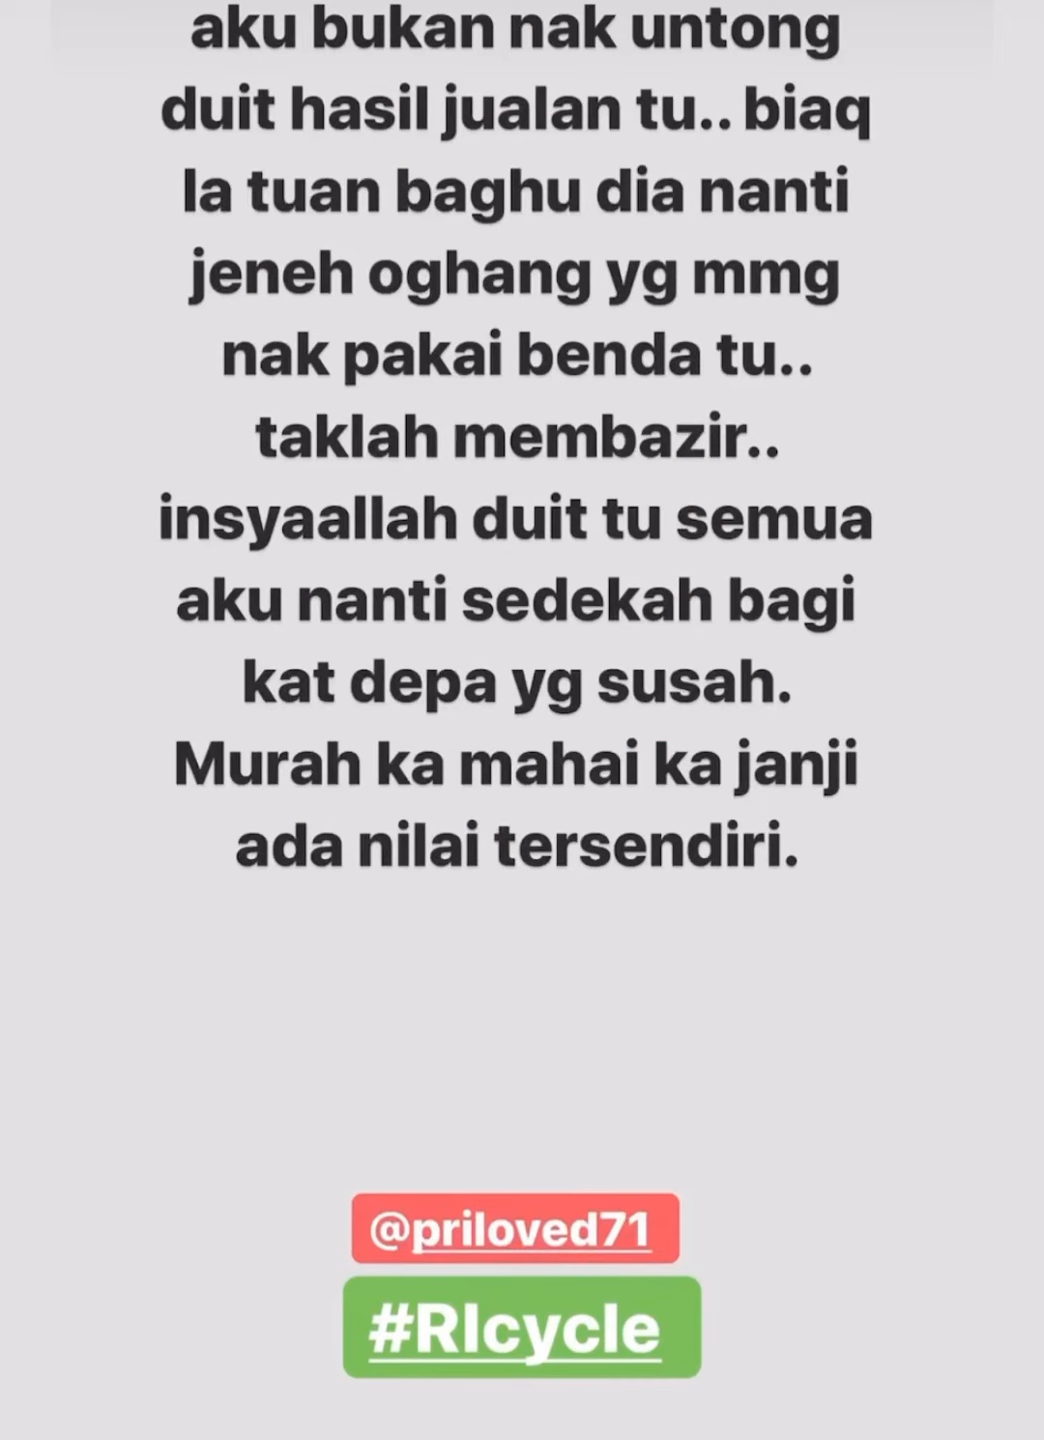 aku bukan nak untong
duit hasil jualan tu.. biaq
la tuan baghu dia nanti
jeneh oghang yg mmg
nak pakai benda tu..
taklah membazir..
insyaallah duit tu semua
aku nanti sedekah bagi
kat depa yg susah.
Murah ka mahai ka janji
ada nilai tersendiri.
@priloved71
#RIcycle